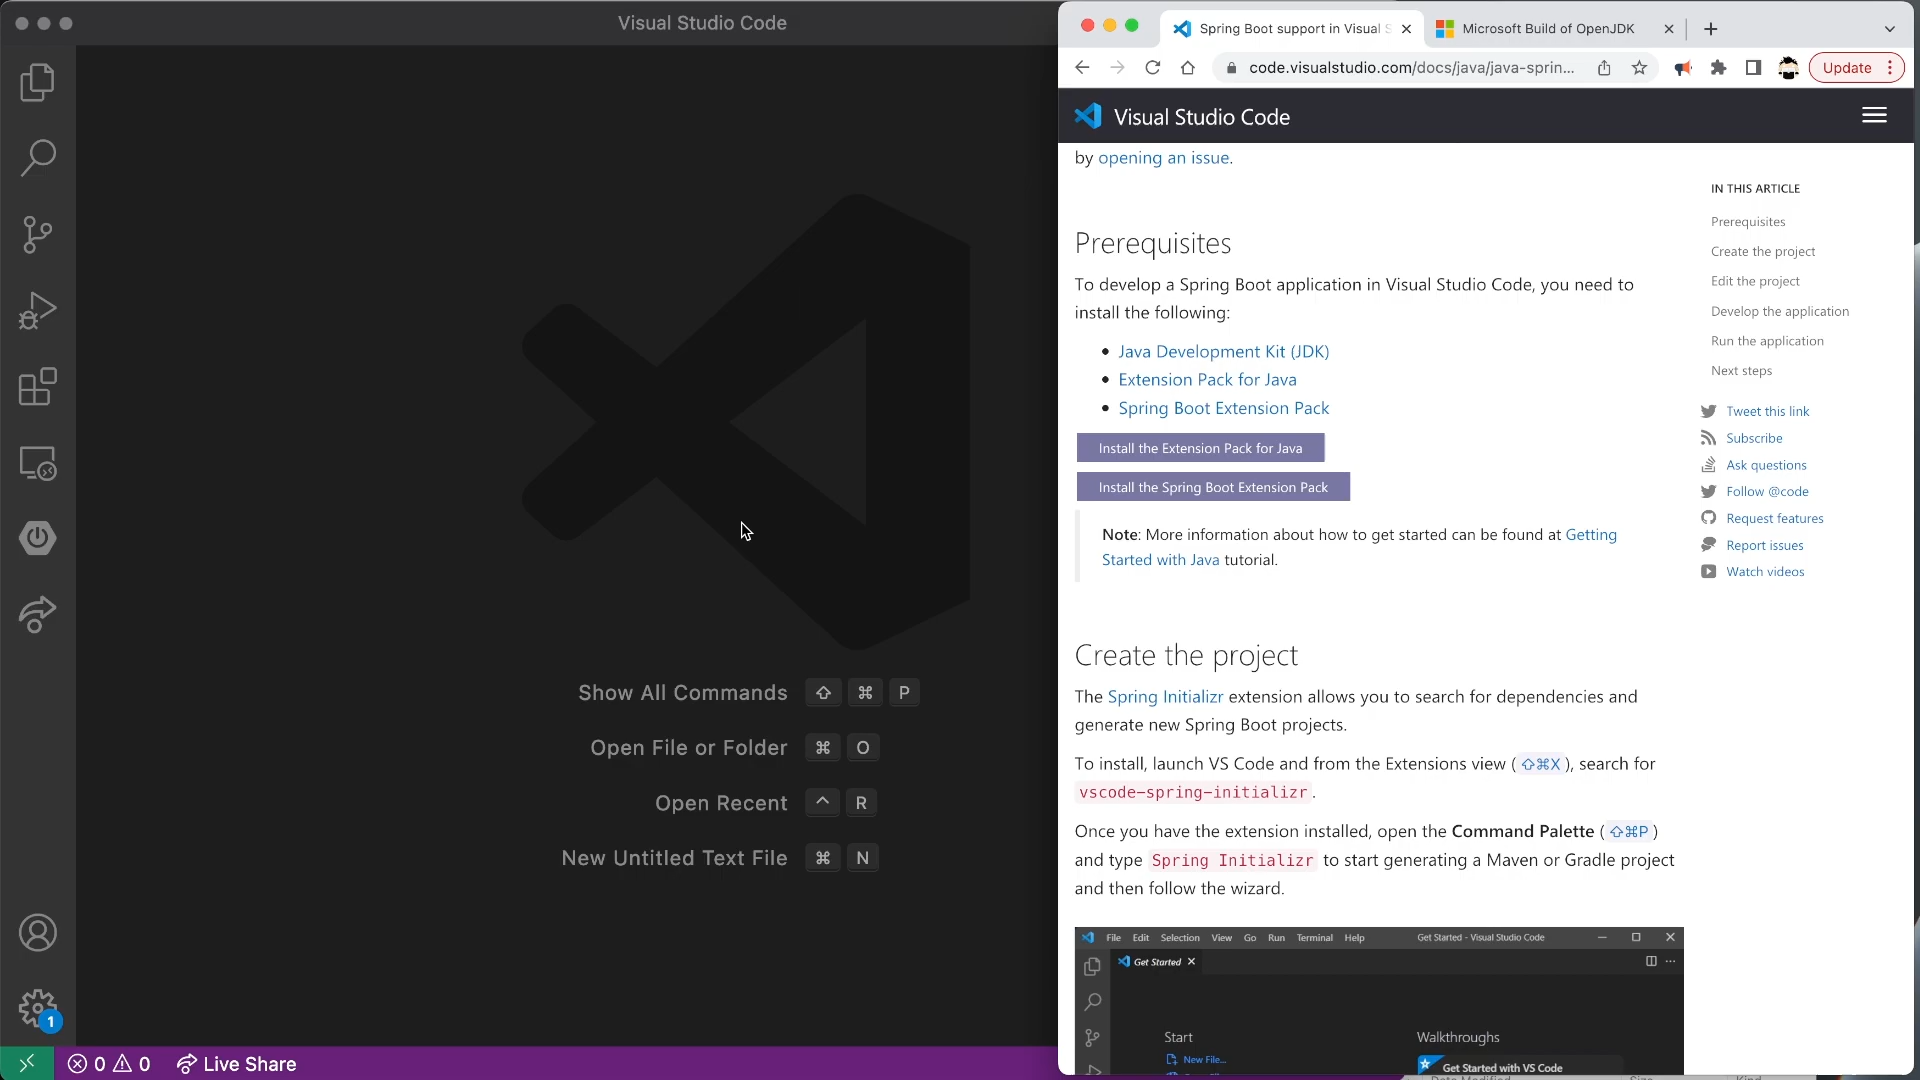 Visual Studio Code
Show All Commands ⇧ ⌘ P
Open File or Folder ⌘ O
Open Recent ^ R
New Untitled Text File ⌘ N
1
0 0 Live Share
Spring Boot support in Visual S
Microsoft Build of OpenJDK
code.visualstudio.com/docs/java/java-sprin...
Update
Visual Studio Code
by opening an issue.
Prerequisites
To develop a Spring Boot application in Visual Studio Code, you need to
install the following:
• Java Development Kit (JDK)
• Extension Pack for Java
• Spring Boot Extension Pack
Install the Extension Pack for Java
Install the Spring Boot Extension Pack
Note: More information about how to get started can be found at Getting
Started with Java tutorial.
Create the project
The Spring Initializr extension allows you to search for dependencies and
generate new Spring Boot projects.
To install, launch VS Code and from the Extensions view (⇧⌘X), search for
vscode-spring-initializr.
Once you have the extension installed, open the Command Palette (⇧⌘P)
and type Spring Initializr to start generating a Maven or Gradle project
and then follow the wizard.
File Edit Selection View Go Run Terminal Help Get Started - Visual Studio Code
Get Started
Start
New File...
Walkthroughs
Get Started with VS Code
IN THIS ARTICLE
Prerequisites
Create the project
Edit the project
Develop the application
Run the application
Next steps
Tweet this link
Subscribe
Ask questions
Follow @code
Request features
Report issues
Watch videos